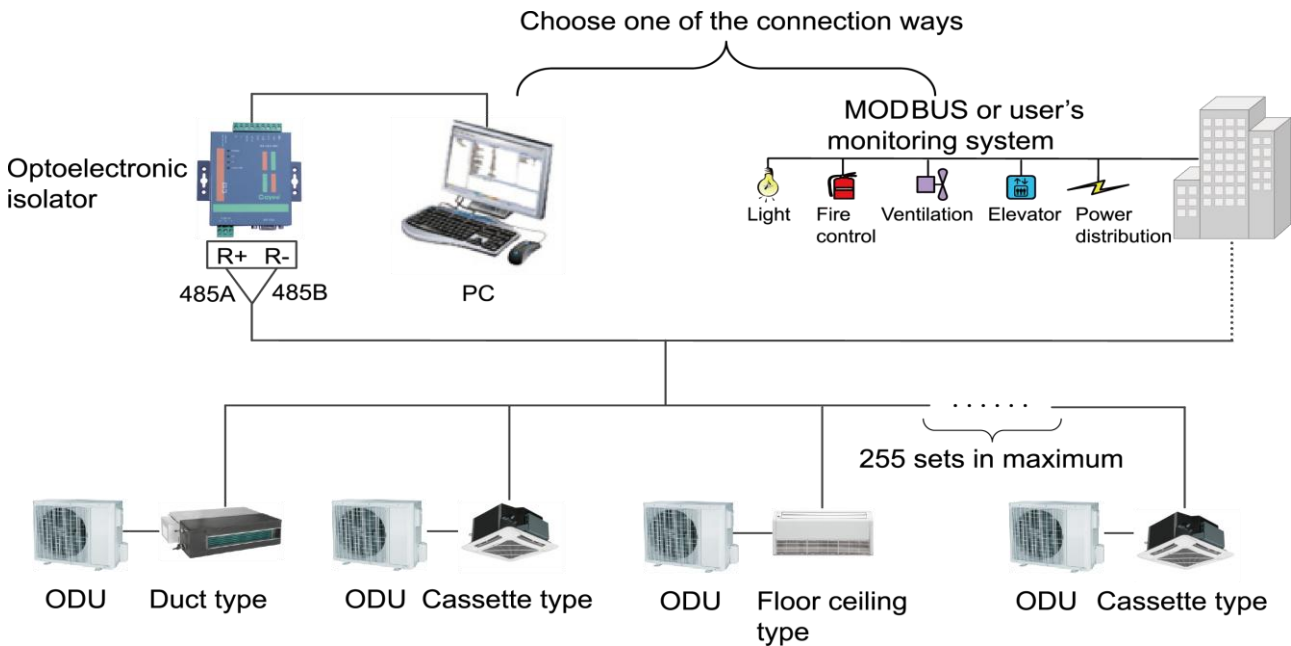 Choose one of the connection ways
MODBUS or user's
monitoring system
Optoelectronic
isolator
Light
Fire
control
Ventilation
Elevator
Power
distribution
R+ R-
485A
485B
PC
255 sets in maximum
ODU
Duct type
ODU
Cassette type
ODU
Floor ceiling
type
ODU
Cassette type